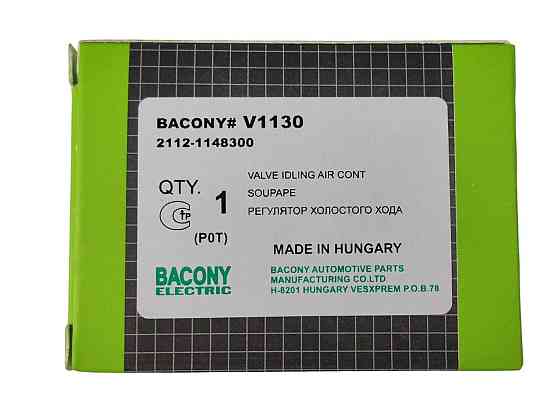 BACONY# V1130
2112-1148300
QTY. 1
VALVE IDLING AIR CONT
SOUPAPE
РЕГУЛЯТОР ХОЛОСТОГО ХОДА
(POT)
MADE IN HUNGARY
BACONY
ELECTRIC
BACONY AUTOMOTIVE PARTS
MANUFACTURING CO.LTD
H-8201 HUNGARY VESXPREM P.O.B.78